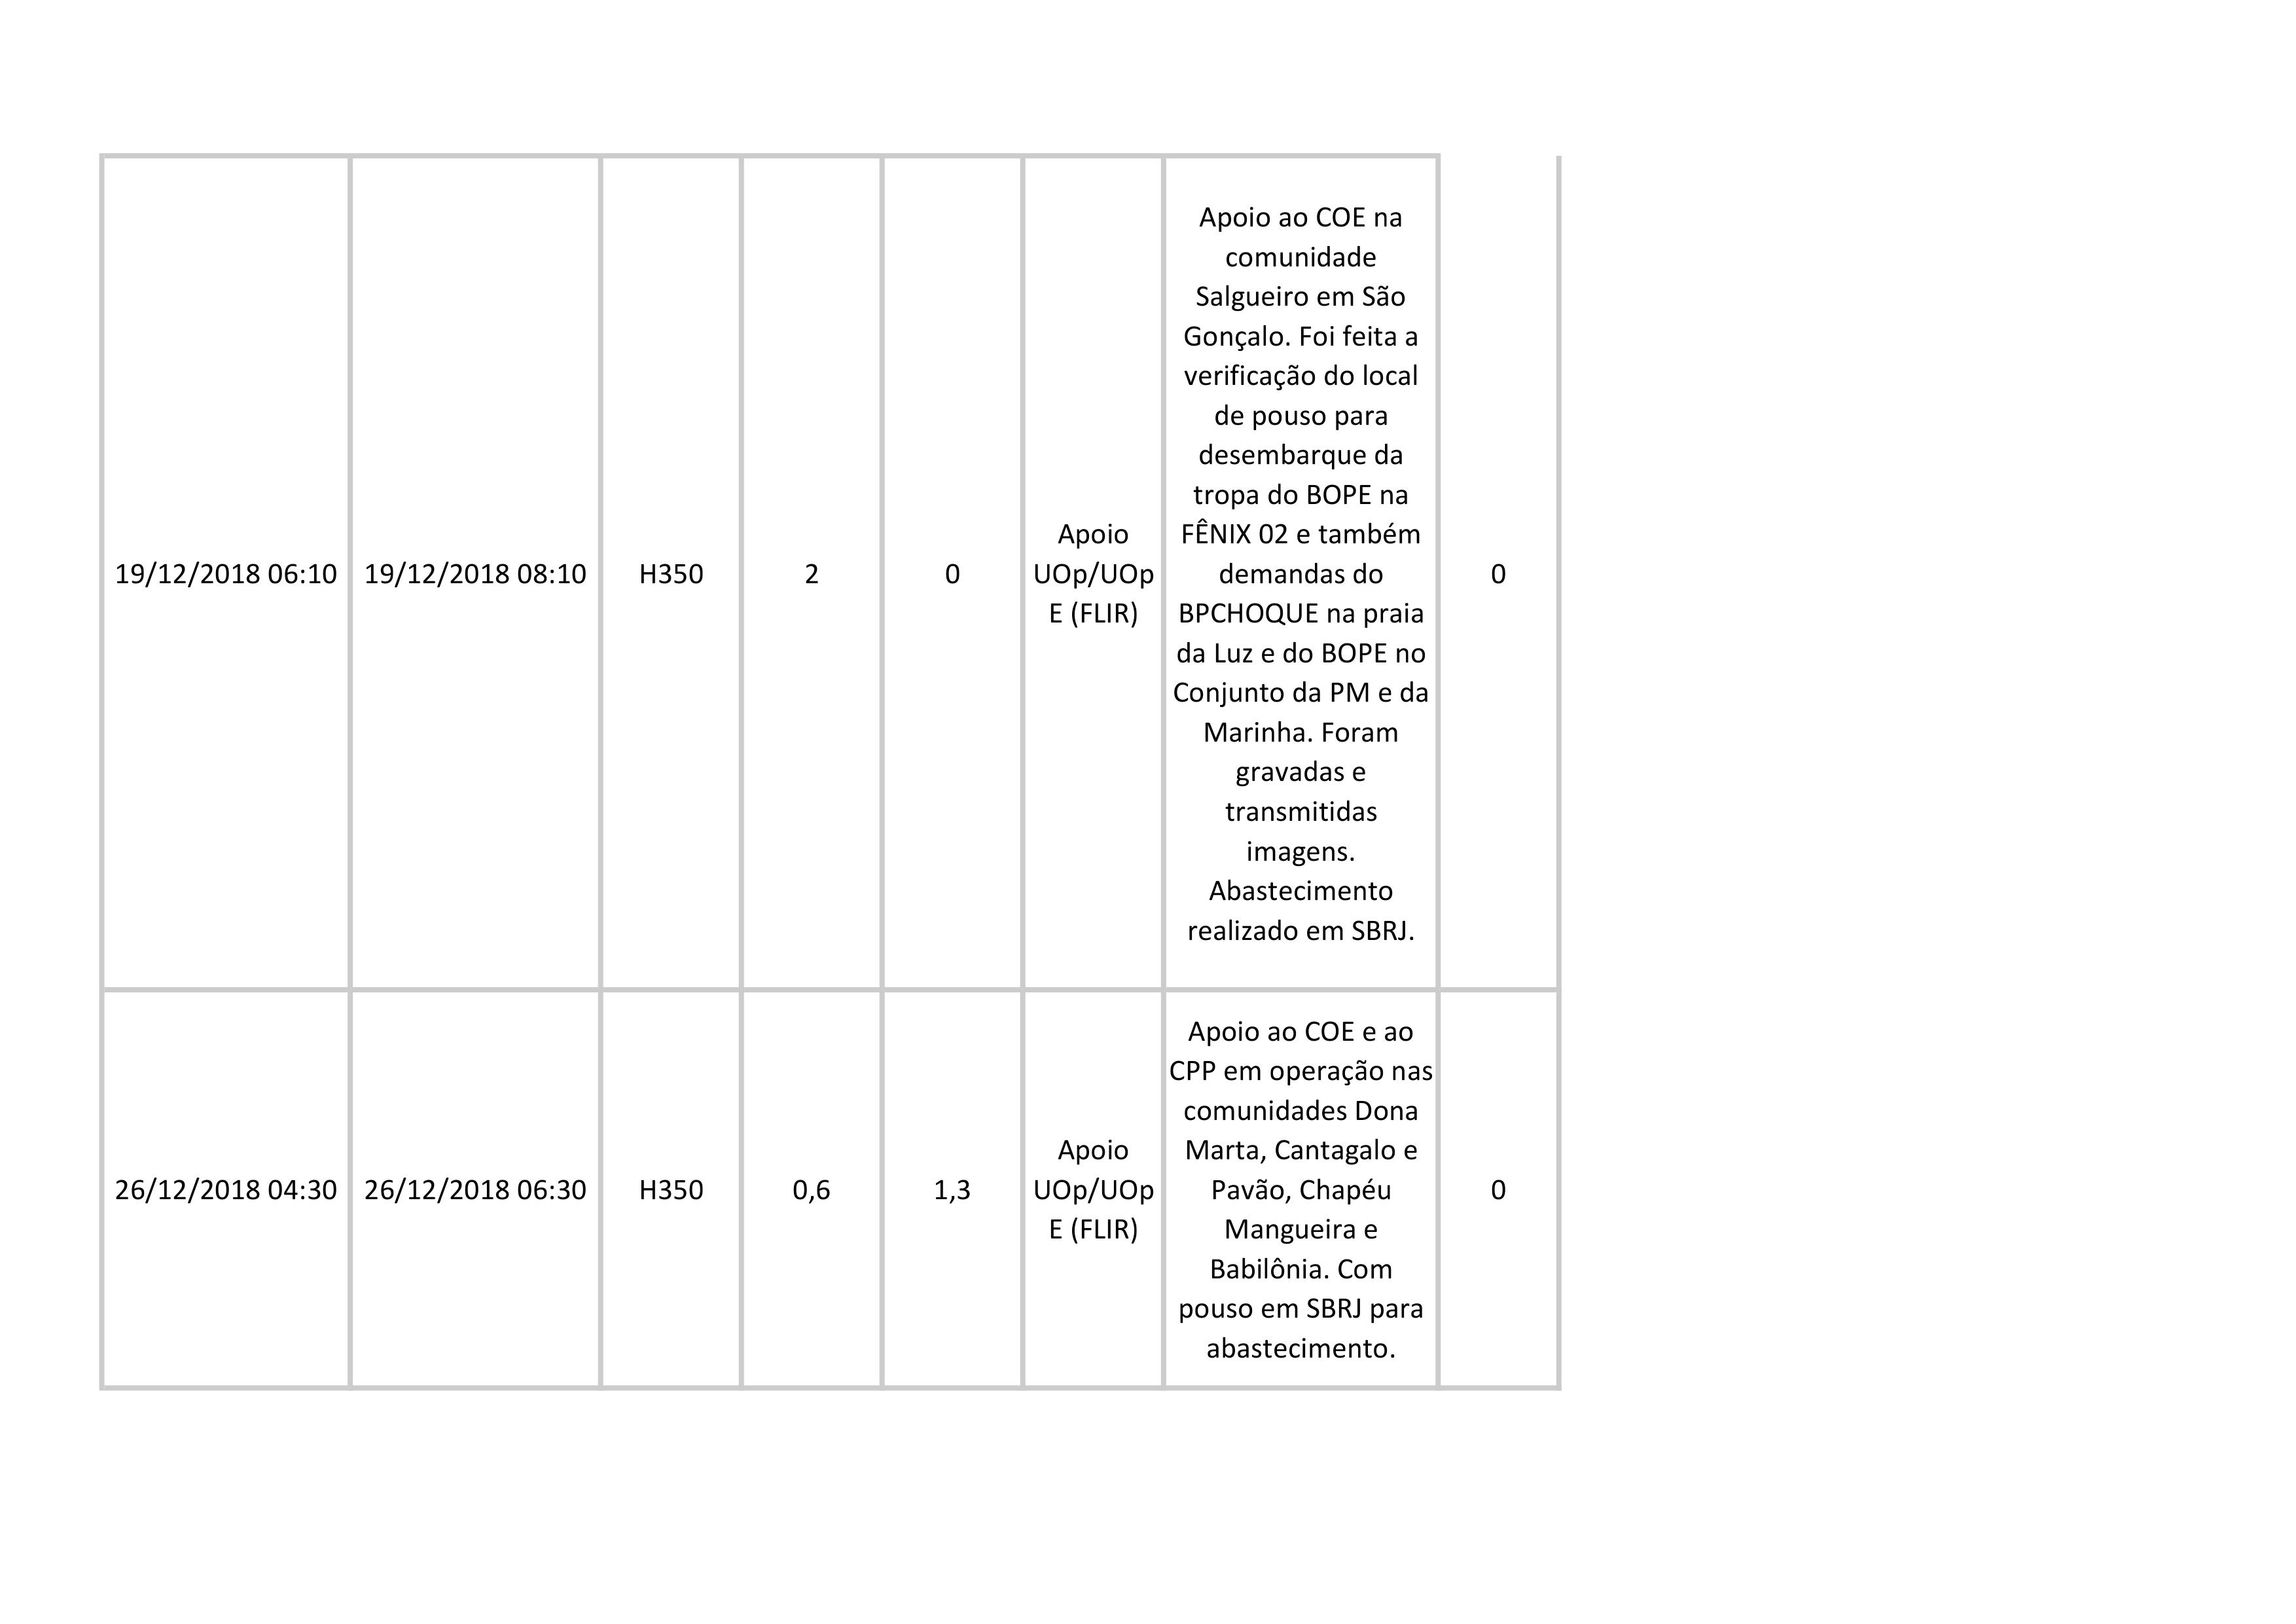 19/12/2018 06:10
19/12/2018 08:10
H350
2
0
Apoio
UOp/UOp
E (FLIR)
Apoio ao COE na
comunidade
Salgueiro em São
Gonçalo. Foi feita a
verificação do local
de pouso para
desembarque da
tropa do BOPE na
FÊNIX 02 e também
demandas do
BPCHOQUE na praia
da Luz e do BOPE no
Conjunto da PM e da
Marinha. Foram
gravadas e
transmitidas
imagens.
Abastecimento
realizado em SBRJ.
0
26/12/2018 04:30
26/12/2018 06:30
H350
0,6
1,3
Apoio
UOp/UOp
E (FLIR)
Apoio ao COE e ao
CPP em operação nas
comunidades Dona
Marta, Cantagalo e
Pavão, Chapéu
Mangueira e
Babilônia. Com
pouso em SBRJ para
abastecimento.
0